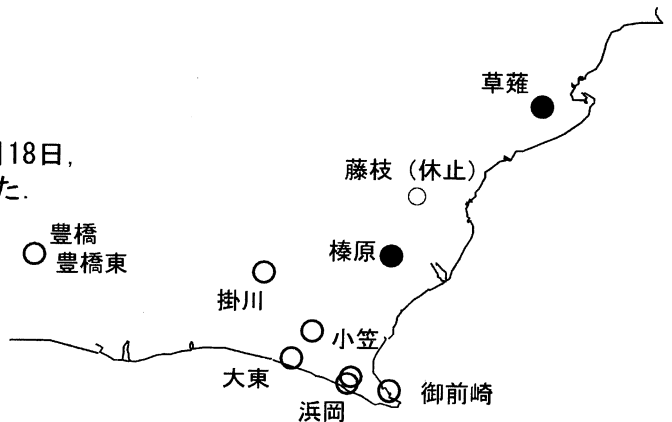 草薙
月18日,
た.
藤枝（休止）
豊橋
豊橋東
榛原
掛川
小笠
大東
御前崎
浜岡